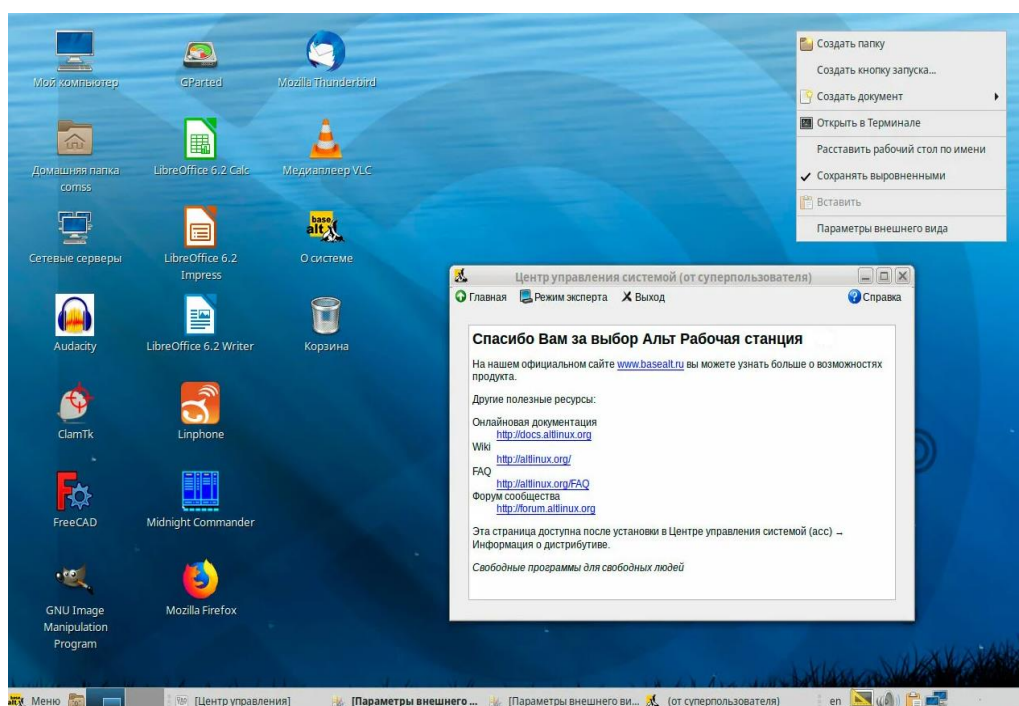 Мой компьютер
GParted
Mozilla Thunderbird
Домашняя папка
comss
LibreOffice 6.2 Calc
Медиаплеер VLC
Сетевые серверы
LibreOffice 6.2
Impress
base
alt
О системе
Audacity
LibreOffice 6.2 Writer
Корзина
ClamTk
Linphone
FreeCAD
Midnight Commander
GNU Image
Manipulation
Program
Mozilla Firefox
Создать папку
Создать кнопку запуска...
Создать документ
Открыть в Терминале
Расставить рабочий стол по имени
Сохранять выровненными
Вставить
Параметры внешнего вида
Центр управления системой (от суперпользователя)
Главная Режим эксперта Выход Справка
Спасибо Вам за выбор Альт Рабочая станция
На нашем официальном сайте www.basealt.ru вы можете узнать больше о возможностях
продукта.
Другие полезные ресурсы:
Онлайновая документация
http://docs.altlinux.org
Wiki
http://altlinux.org/
FAQ
http://altlinux.org/FAQ
Форум сообщества
http://forum.altlinux.org
Эта страница доступна после установки в Центре управления системой (acc) →
Информация о дистрибутиве.
Свободные программы для свободных людей
Меню [Центр управления] [Параметры внешнего ... [Параметры внешнего ви... (от суперпользователя) en